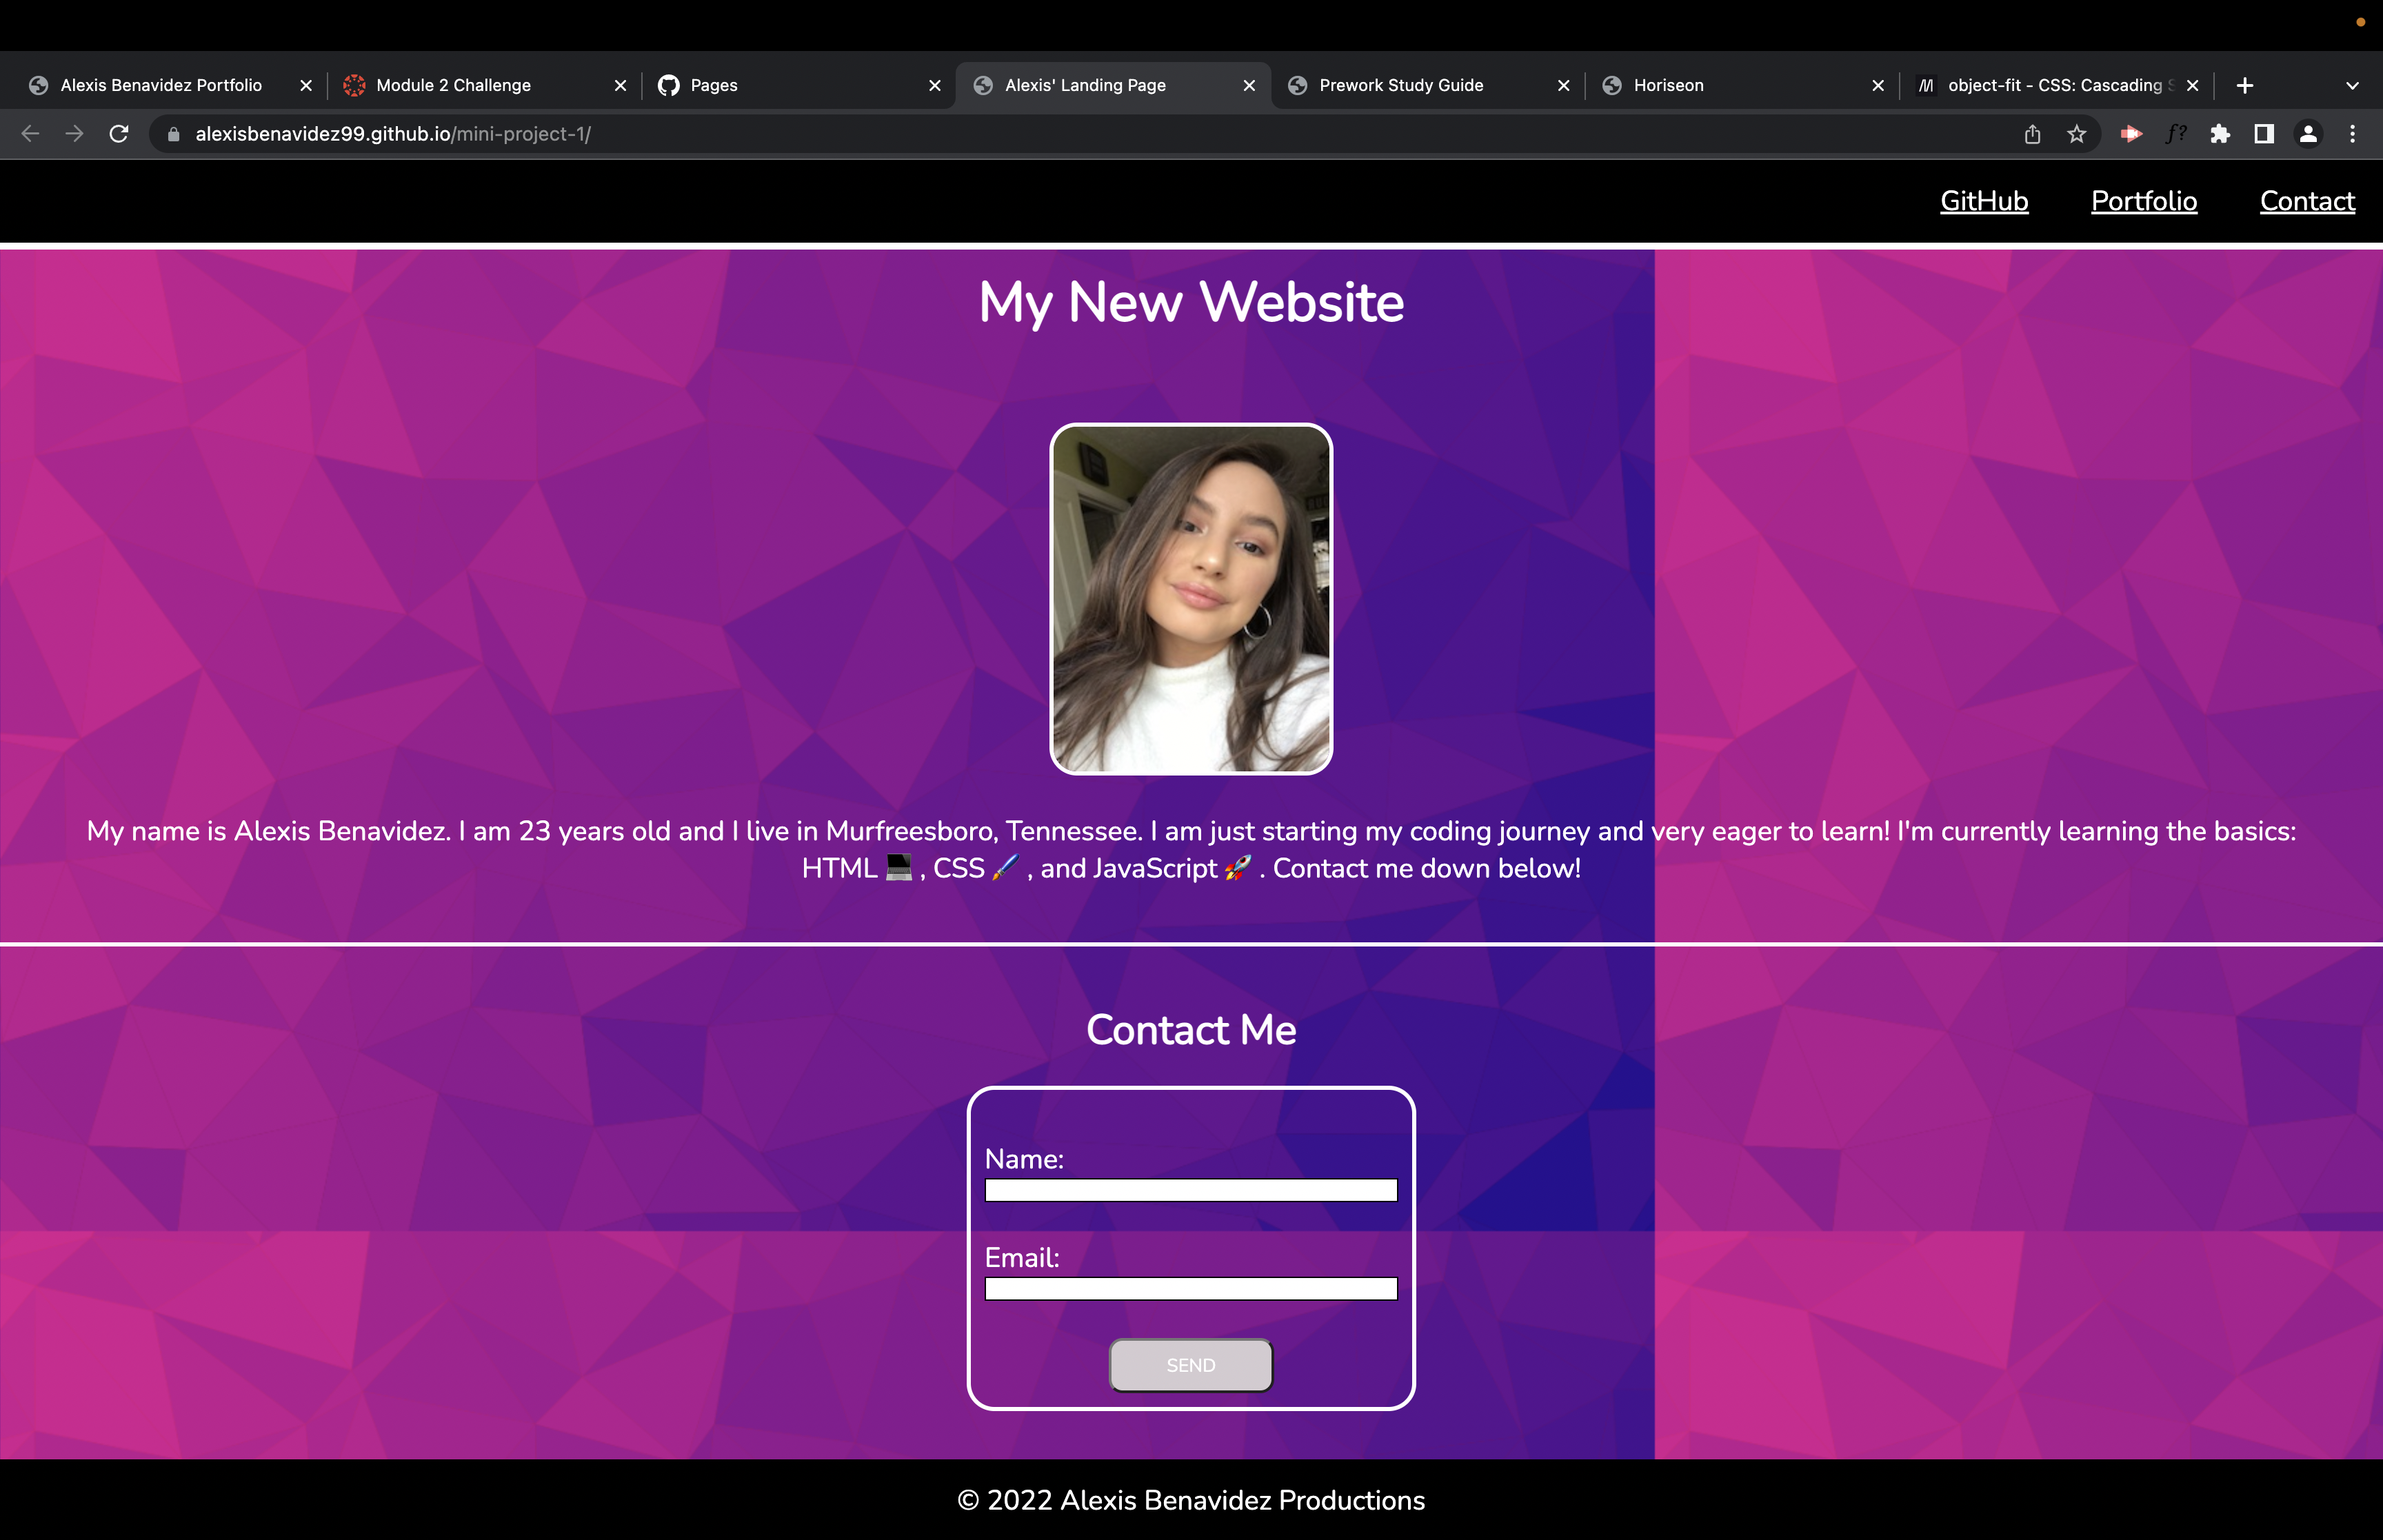 Alexis Benavidez Portfolio
Module 2 Challenge
Pages
Alexis' Landing Page
Prework Study Guide
Horiseon
object-fit - CSS: Cascading S
alexisbenavidez99.github.io/mini-project-1/
f?
GitHub Portfolio Contact
My New Website
My name is Alexis Benavidez. I am 23 years old and I live in Murfreesboro, Tennessee. I am just starting my coding journey and very eager to learn! I'm currently learning the basics:
HTML 💻 , CSS 🖌️ , and JavaScript 🚀 . Contact me down below!
Contact Me
Name:
Email:
SEND
© 2022 Alexis Benavidez Productions